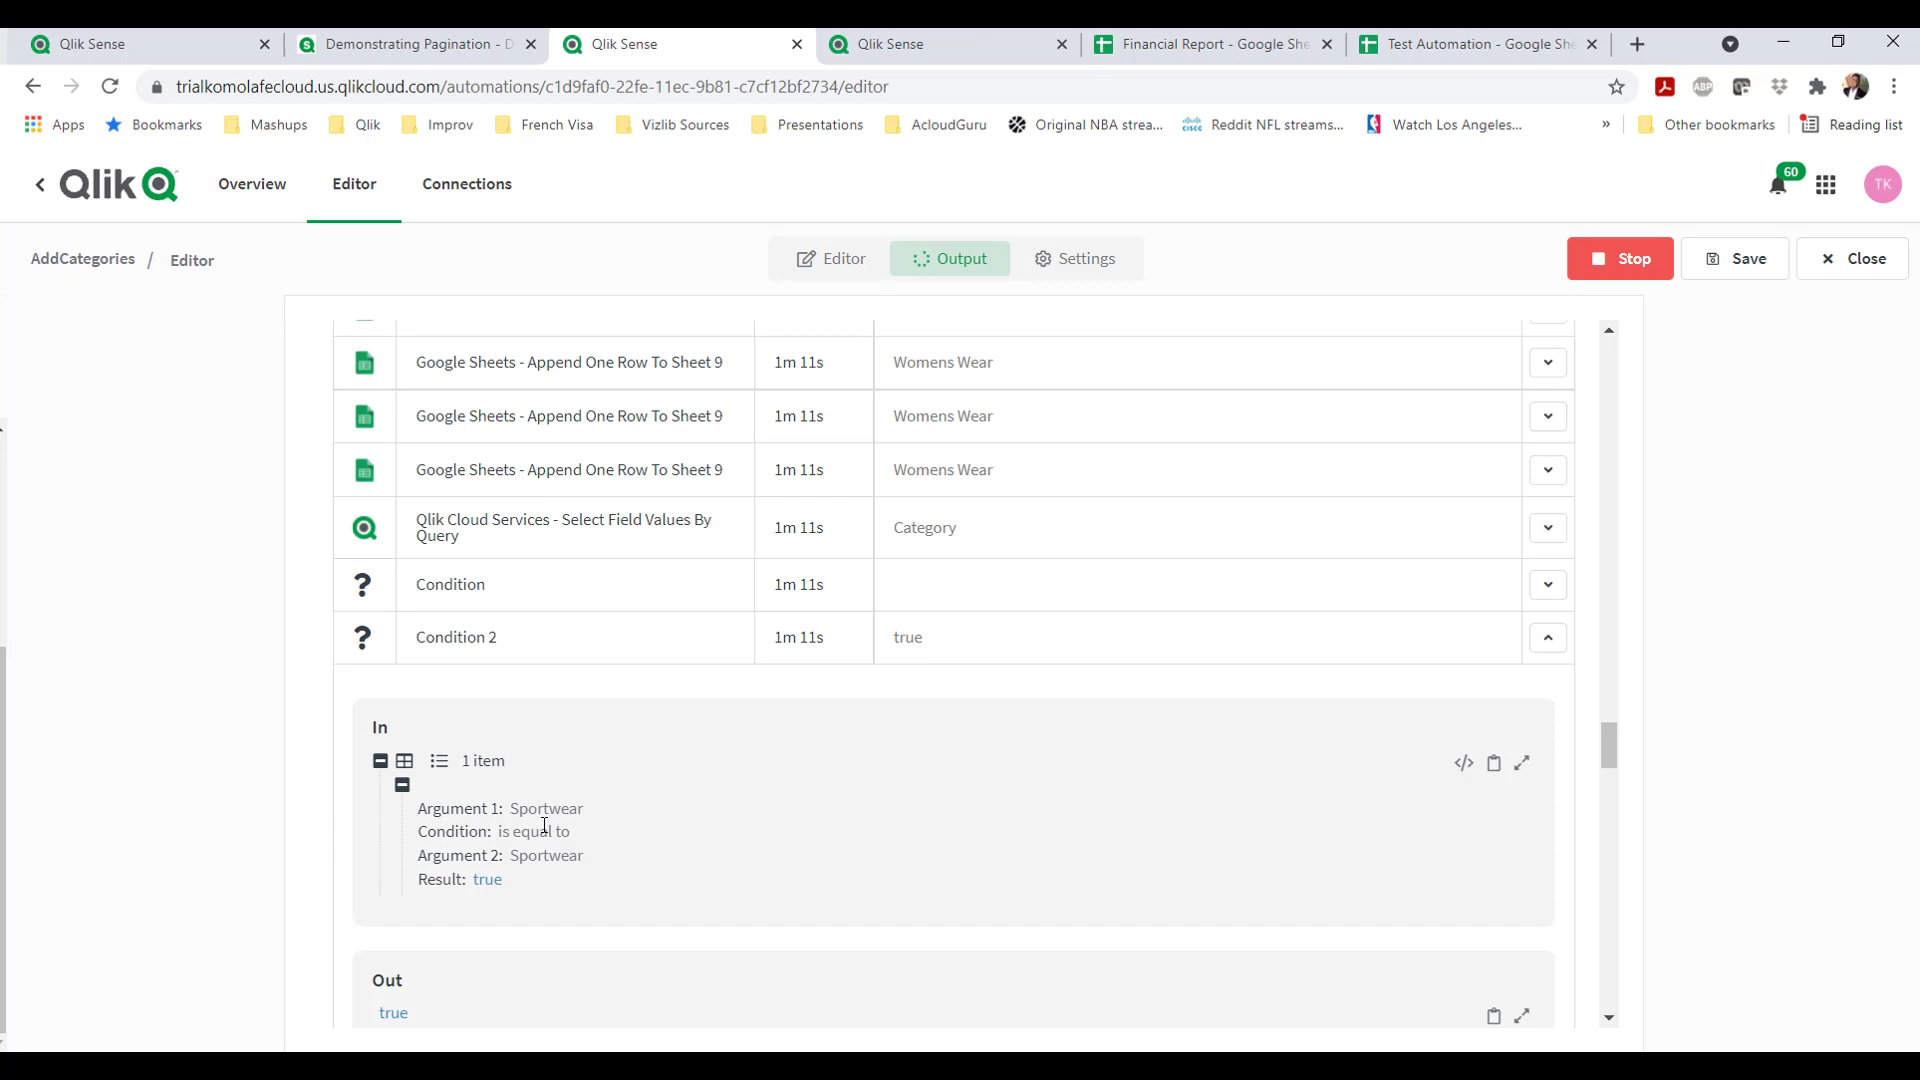 Qlik Sense
Demonstrating Pagination - D
Qlik Sense
Qlik Sense
Financial Report - Google She
Test Automation - Google She
trialkomolafecloud.us.qlikcloud.com/automations/c1d9faf0-22fe-11ec-9b81-c7cf12bf2734/editor
ABP
Apps
Bookmarks
Mashups
Qlik
Improv
French Visa
Vizlib Sources
Presentations
AcloudGuru
Original NBA strea...
Reddit NFL streams...
Watch Los Angeles...
»
Other bookmarks
Reading list
Qlik
Overview
Editor
Connections
60
TK
AddCategories / Editor
Editor
Output
Settings
Stop
Save
Close
Google Sheets - Append One Row To Sheet 9
1m 11s
Womens Wear
Google Sheets - Append One Row To Sheet 9
1m 11s
Womens Wear
Google Sheets - Append One Row To Sheet 9
1m 11s
Womens Wear
Qlik Cloud Services - Select Field Values By
Query
1m 11s
Category
? Condition
1m 11s
? Condition 2
1m 11s
true
In
1 item
</>
Argument 1: Sportwear
Condition: is equal to
Argument 2: Sportwear
Result: true
Out
true